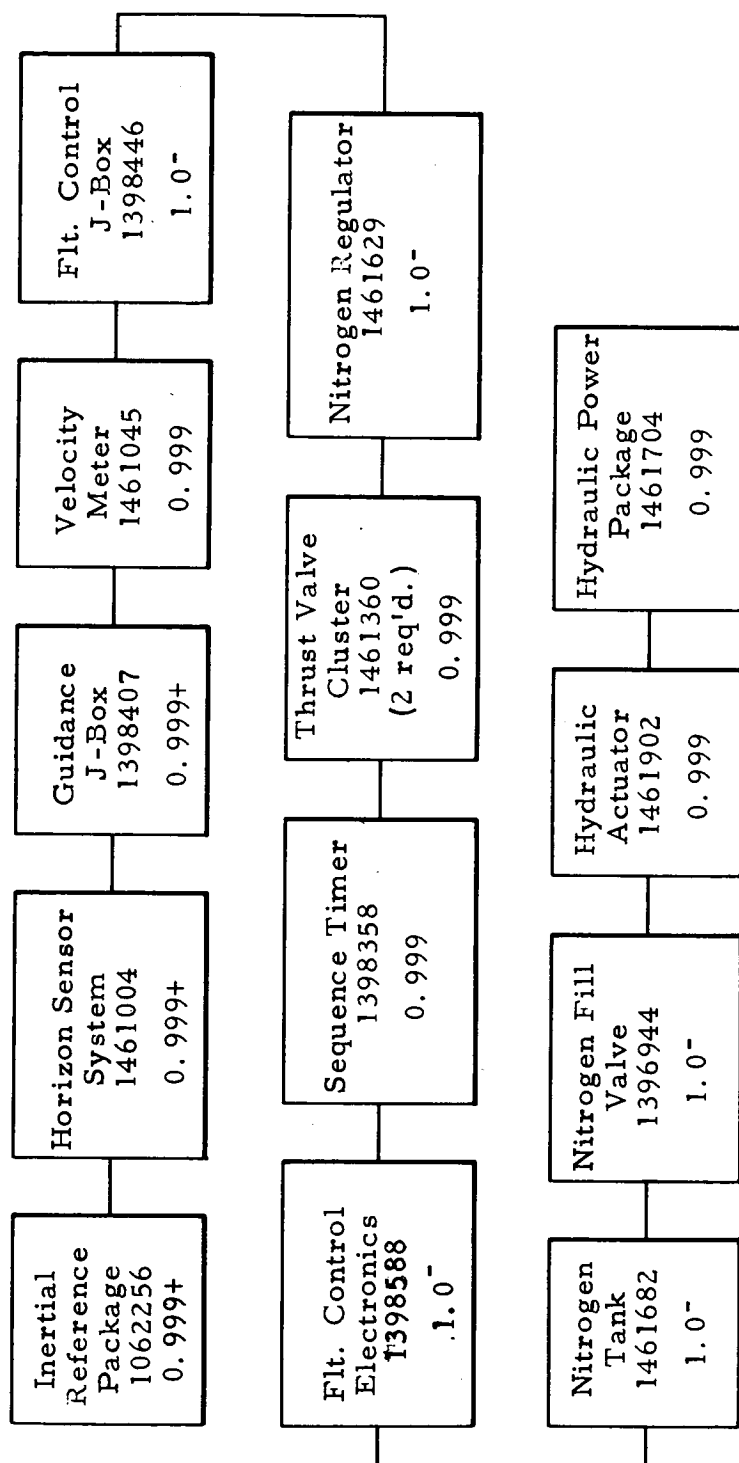 Inertial
Reference
Package
1062256
0.999+
Horizon Sensor
System
1461004
0.999+
Guidance
J-Box
1398407
0.999+
Velocity
Meter
1461045
0.999
Flt. Control
J-Box
1398446
1.0-
Flt. Control
Electronics
1398588
1.0-
Sequence Timer
1398358
0.999
Thrust Valve
Cluster
1461360
(2 req'd.)
0.999
Nitrogen Regulator
1461629
1.0-
Nitrogen
Tank
1461682
1.0-
Nitrogen Fill
Valve
1396944
1.0-
Hydraulic
Actuator
1461902
0.999
Hydraulic Power
Package
1461704
0.999